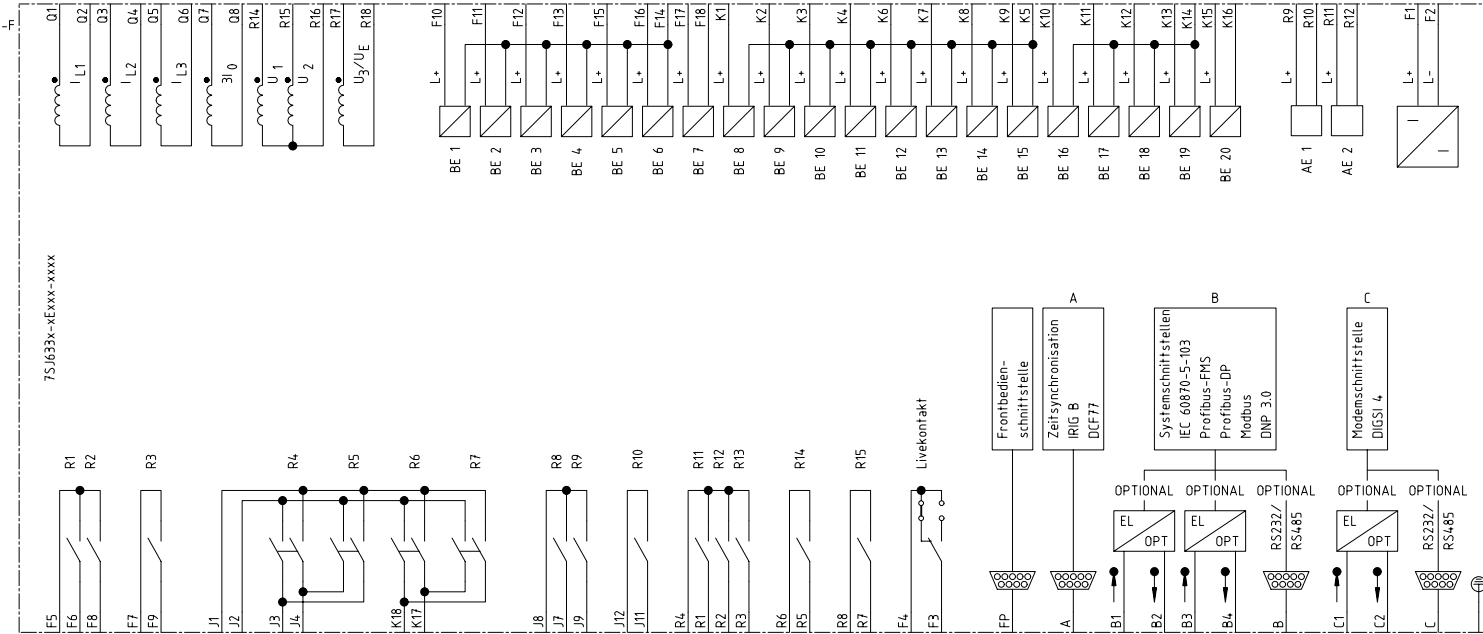 -F
Q1 Q2 Q3 Q4 Q5 Q6 Q7 Q8 R14 R15 R16 R17 R18
F10 F11 F12 F13 F15 F16 F14 F17 F18 K1 K2 K3 K4 K6 K7 K8 K9 K5 K10 K11 K12 K13 K14 K15 K16
R9 R10 R11 R12
F1 F2
IL1 IL2 IL3 3I0 U1 U2 U3/UE
L+ L+ L+ L+ L+ L+ L+ L+ L+ L+ L+ L+ L+ L+ L+ L+ L+ L+ L+ L+
L+ L+
L+ L-
BE 1 BE 2 BE 3 BE 4 BE 5 BE 6 BE 7 BE 8 BE 9 BE 10 BE 11 BE 12 BE 13 BE 14 BE 15 BE 16 BE 17 BE 18 BE 19 BE 20
AE 1 AE 2
7SJ633x-xExxx-xxxx
A
B
C
Frontbedien-
schnittstelle
Zeitsynchronisation
IRIG B
DCF77
Systemschnittstellen
IEC 60870-5-103
Profibus-FMS
Profibus-DP
Modbus
DNP 3.0
Modemschnittstelle
DIGSI 4
R1 R2 R3 R4 R5 R6 R7 R8 R9 R10 R11 R12 R13 R14 R15 Livekontakt
OPTIONAL OPTIONAL OPTIONAL OPTIONAL OPTIONAL
EL OPT
EL OPT
RS232/
RS485
EL OPT
RS232/
RS485
F5 F6 F8 F7 F9 J1 J2 J3 J4 K18 K17 J8 J7 J9 J12 J11 R4 R1 R2 R3 R6 R5 R8 R7 F4 F3 FP A B1 B2 B3 B4 B C1 C2 C